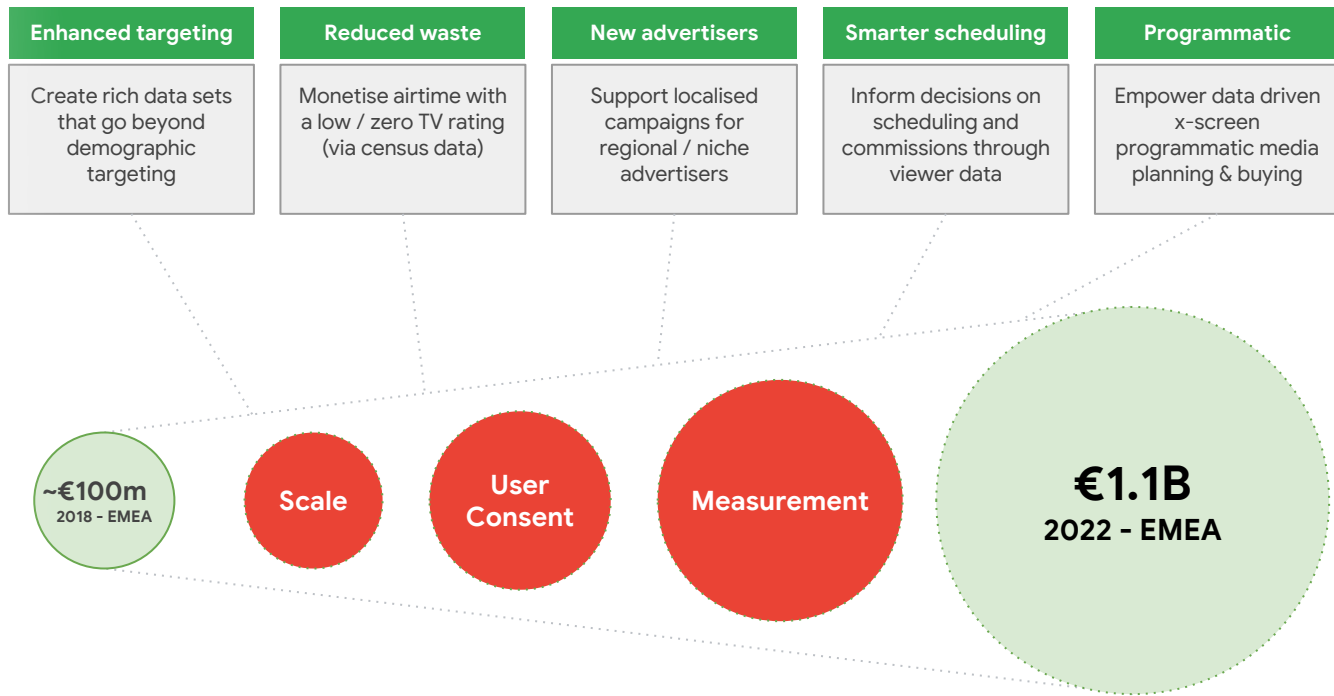 Enhanced targeting
Create rich data sets
that go beyond
demographic
targeting
Reduced waste
Monetise airtime with
a low / zero TV rating
(via census data)
New advertisers
Support localised
campaigns for
regional / niche
advertisers
Smarter scheduling
Inform decisions on
scheduling and
commissions through
viewer data
Programmatic
Empower data driven
x-screen
programmatic media
planning & buying
~€100m
2018 - EMEA
Scale
User
Consent
Measurement
€1.1B
2022 - EMEA